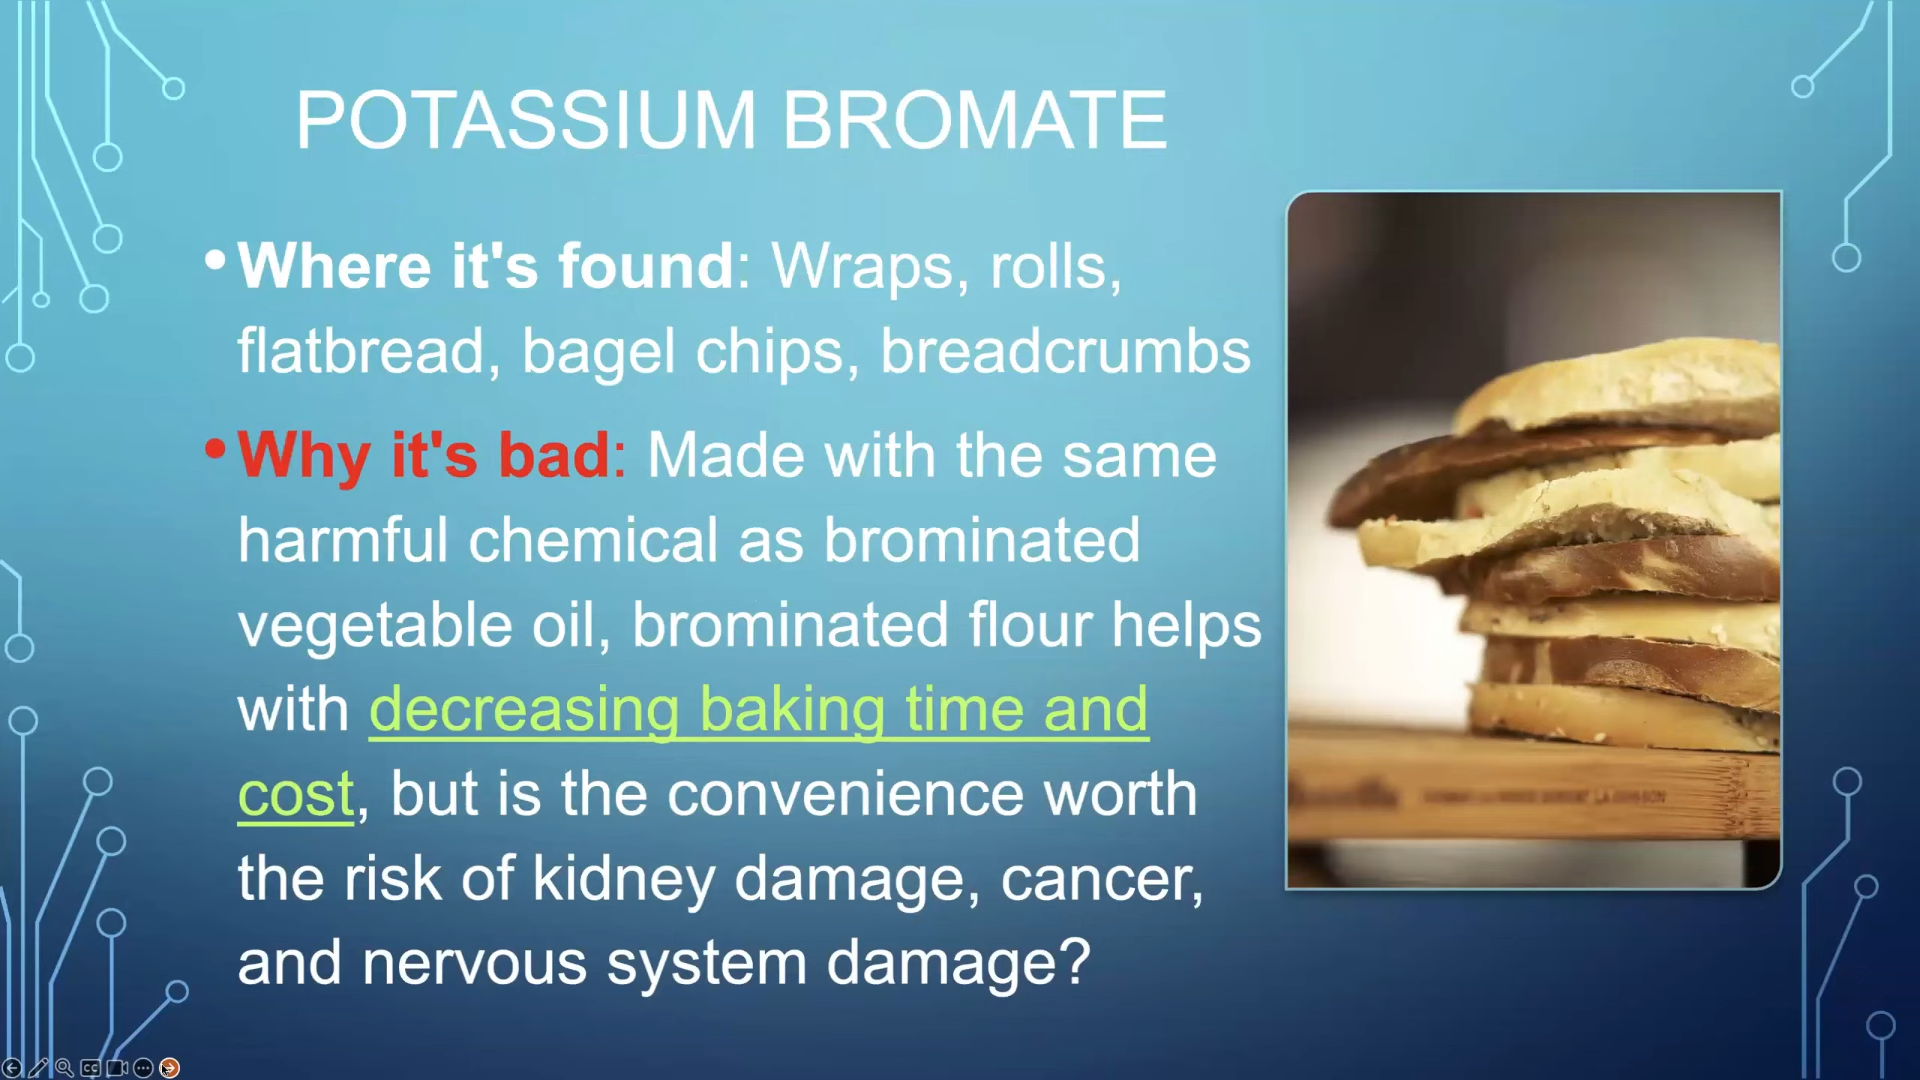 POTASSIUM BROMATE
•Where it's found: Wraps, rolls,
flatbread, bagel chips, breadcrumbs
•Why it's bad: Made with the same
harmful chemical as brominated
vegetable oil, brominated flour helps
with decreasing baking time and
cost, but is the convenience worth
the risk of kidney damage, cancer,
and nervous system damage?
CC